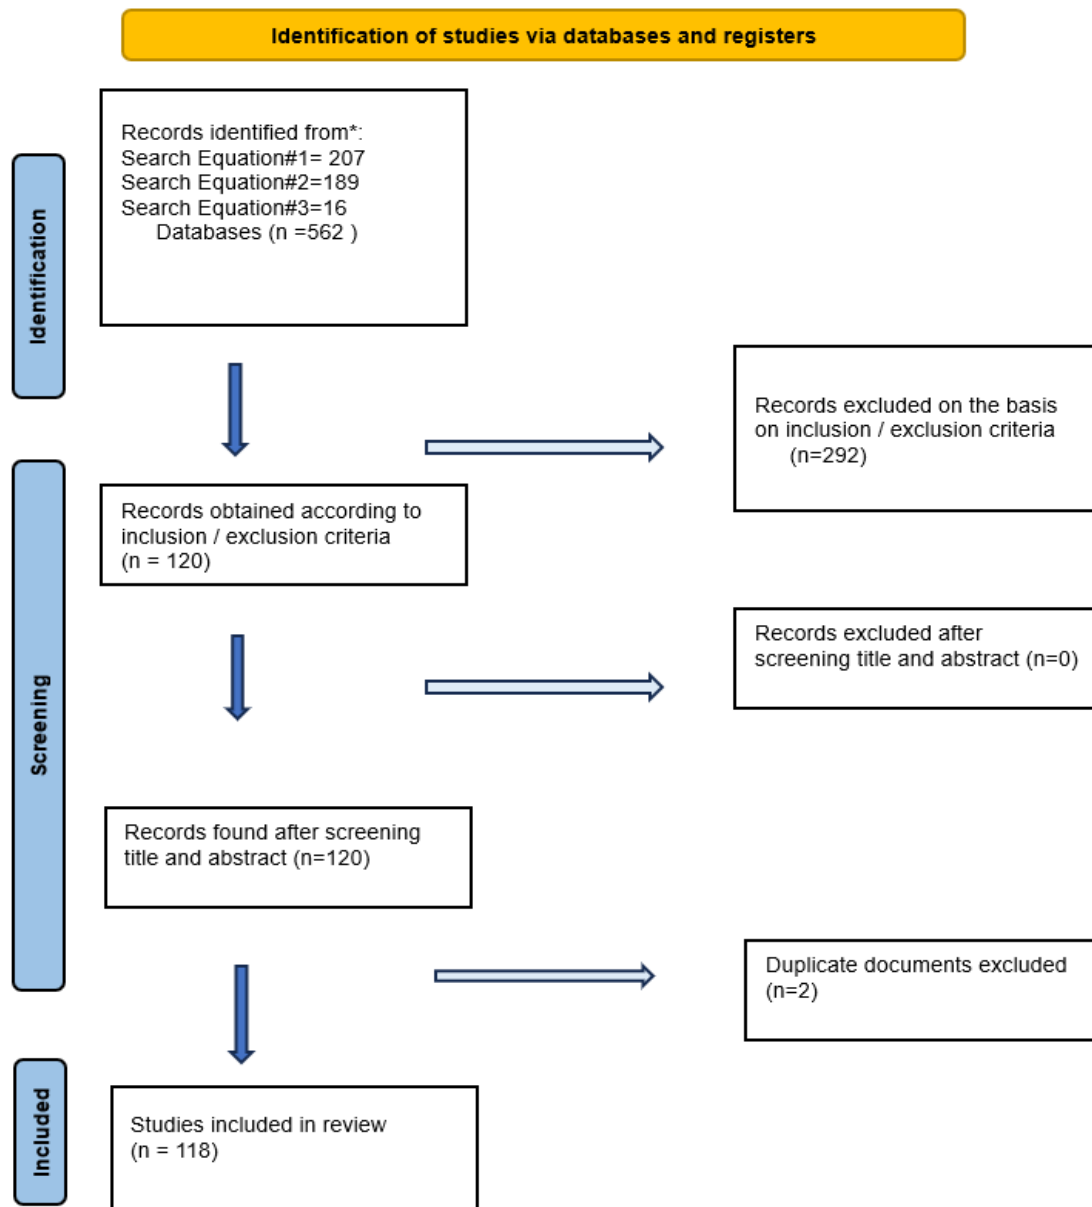 Identification of studies via databases and registers
Identification
Records identified from*:
Search Equation#1= 207
Search Equation#2=189
Search Equation#3=16
Databases (n =562 )
Records excluded on the basis
on inclusion / exclusion criteria
(n=292)
Screening
Records obtained according to
inclusion / exclusion criteria
(n = 120)
Records excluded after
screening title and abstract (n=0)
Records found after screening
title and abstract (n=120)
Duplicate documents excluded
(n=2)
Included
Studies included in review
(n = 118)